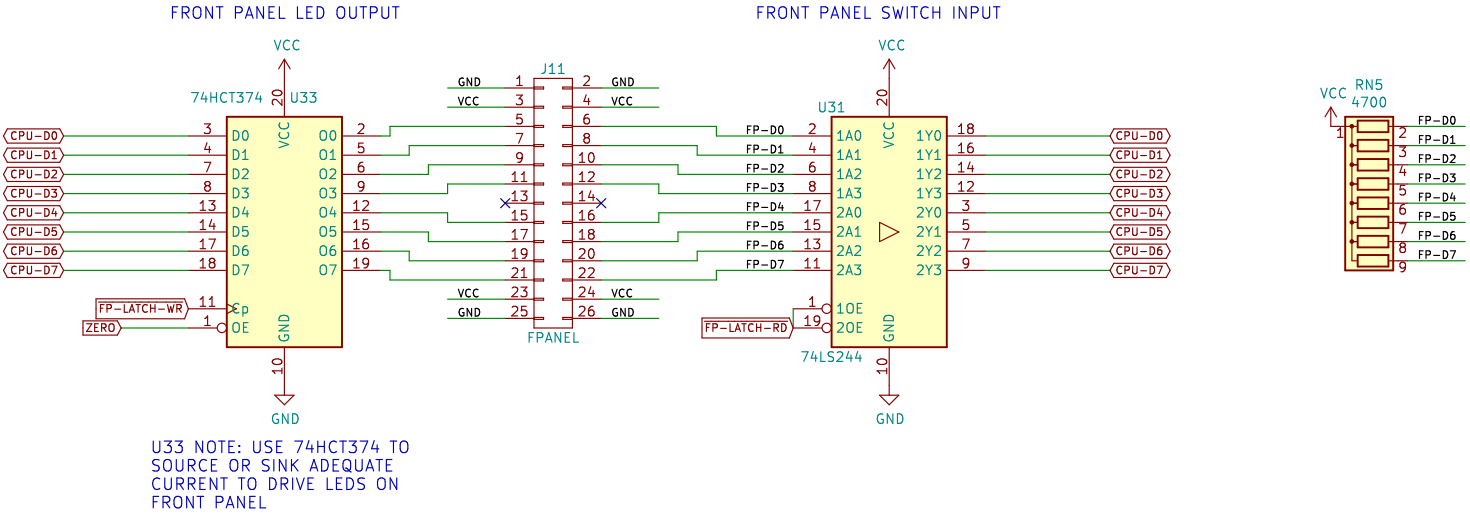 FRONT PANEL LED OUTPUT
FRONT PANEL SWITCH INPUT
VCC
VCC
J11
RN5
VCC
4700
74HCT374
20
U33
GND
1
2
GND
U31
20
VCC
3
4
VCC
CPU-D0
3
D0
VCC
O0
2
5
6
FP-D0
2
1A0
VCC
1Y0
18
CPU-D0
1
2
FP-D0
CPU-D1
4
D1
O1
5
7
8
FP-D1
4
1A1
1Y1
16
CPU-D1
3
FP-D1
CPU-D2
7
D2
O2
6
9
10
FP-D2
6
1A2
1Y2
14
CPU-D2
4
FP-D2
CPU-D3
8
D3
O3
9
11
12
FP-D3
8
1A3
1Y3
12
CPU-D3
5
FP-D3
13
14
CPU-D4
13
D4
O4
12
15
16
FP-D4
17
2A0
2Y0
3
CPU-D4
6
FP-D4
CPU-D5
14
D5
O5
15
17
18
FP-D5
15
2A1
2Y1
5
CPU-D5
7
FP-D5
CPU-D6
17
D6
O6
16
19
20
FP-D6
13
2A2
2Y2
7
CPU-D6
8
FP-D6
CPU-D7
18
D7
O7
19
21
22
FP-D7
11
2A3
2Y3
9
CPU-D7
9
FP-D7
VCC
23
24
VCC
FP-LATCH-WR
11
Cp
GND
25
26
GND
1
1OE
ZERO
1
OE
GND
FPANEL
FP-LATCH-RD
19
2OE
GND
74LS244
10
10
GND
GND
U33 NOTE: USE 74HCT374 TO
SOURCE OR SINK ADEQUATE
CURRENT TO DRIVE LEDS ON
FRONT PANEL